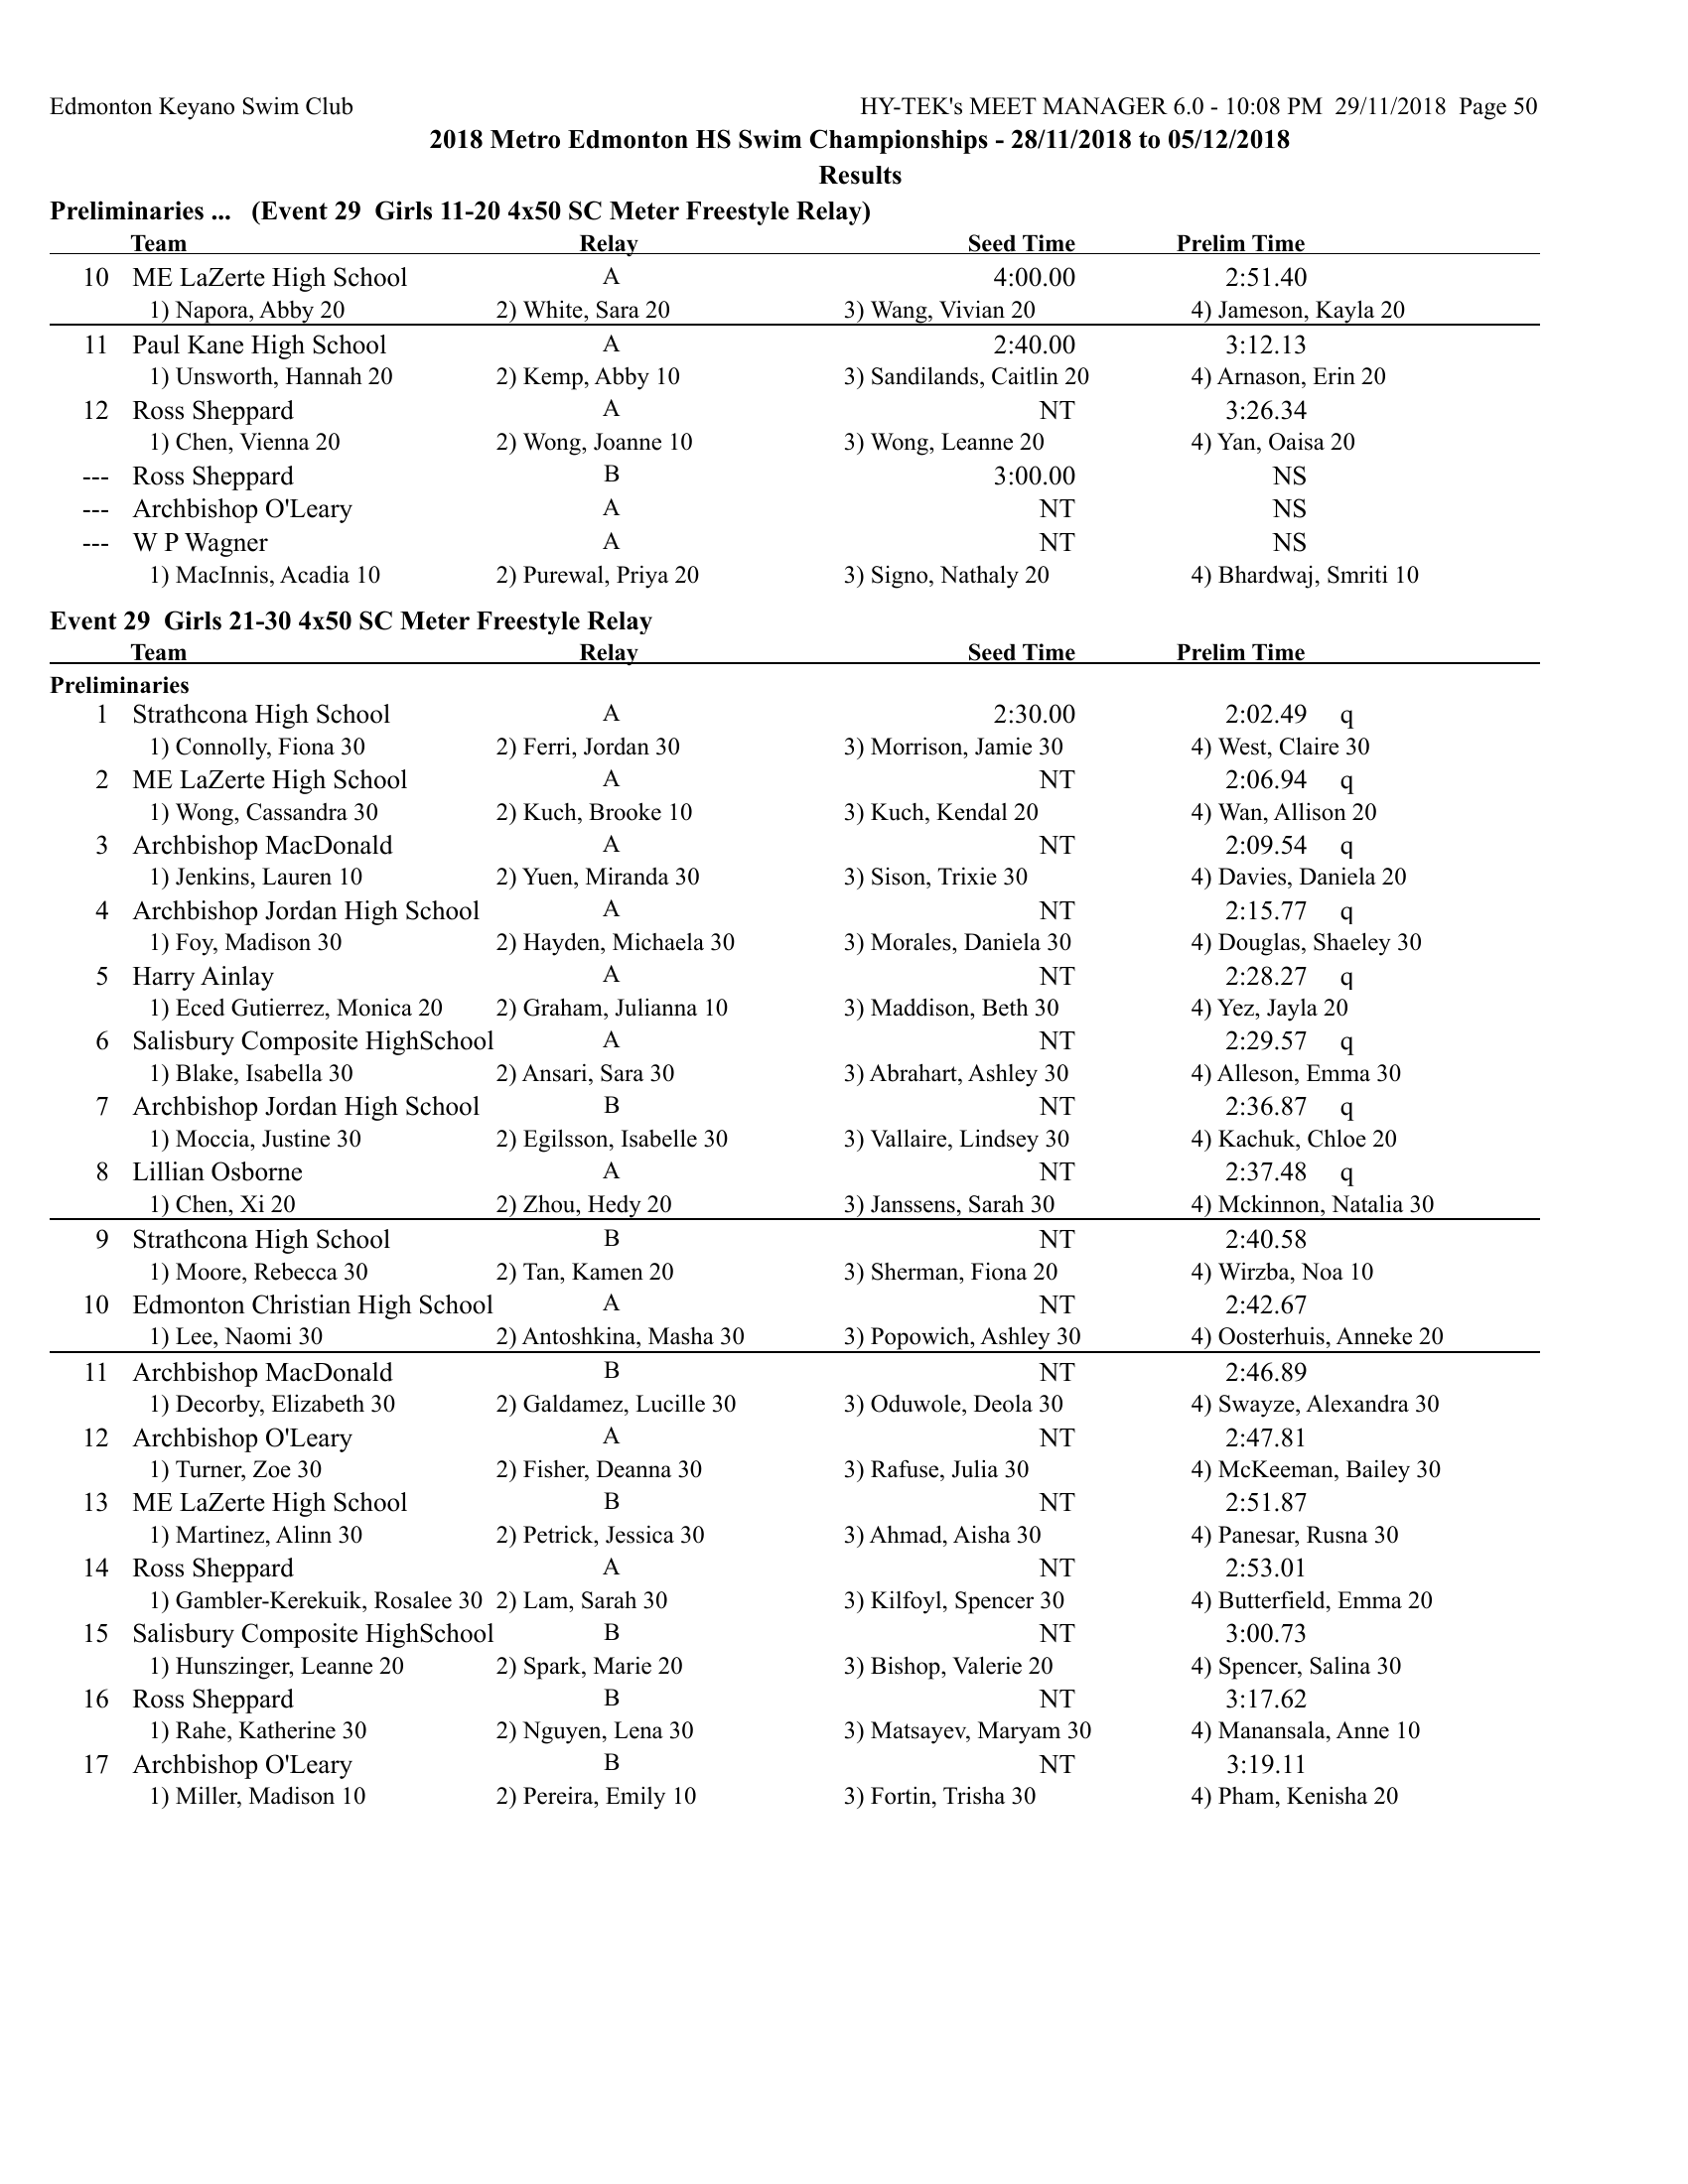 Edmonton Keyano Swim Club HY-TEK's MEET MANAGER 6.0 - 10:08 PM 29/11/2018 Page 50
2018 Metro Edmonton HS Swim Championships - 28/11/2018 to 05/12/2018
Results
Preliminaries ... (Event 29 Girls 11-20 4x50 SC Meter Freestyle Relay)
Team Relay Seed Time Prelim Time
10 ME LaZerte High School A 4:00.00 2:51.40
1) Napora, Abby 20 2) White, Sara 20 3) Wang, Vivian 20 4) Jameson, Kayla 20
11 Paul Kane High School A 2:40.00 3:12.13
1) Unsworth, Hannah 20 2) Kemp, Abby 10 3) Sandilands, Caitlin 20 4) Arnason, Erin 20
12 Ross Sheppard A NT 3:26.34
1) Chen, Vienna 20 2) Wong, Joanne 10 3) Wong, Leanne 20 4) Yan, Oaisa 20
--- Ross Sheppard B 3:00.00 NS
--- Archbishop O'Leary A NT NS
--- W P Wagner A NT NS
1) MacInnis, Acadia 10 2) Purewal, Priya 20 3) Signo, Nathaly 20 4) Bhardwaj, Smriti 10
Event 29 Girls 21-30 4x50 SC Meter Freestyle Relay
Team Relay Seed Time Prelim Time
Preliminaries
1 Strathcona High School A 2:30.00 2:02.49 q
1) Connolly, Fiona 30 2) Ferri, Jordan 30 3) Morrison, Jamie 30 4) West, Claire 30
2 ME LaZerte High School A NT 2:06.94 q
1) Wong, Cassandra 30 2) Kuch, Brooke 10 3) Kuch, Kendal 20 4) Wan, Allison 20
3 Archbishop MacDonald A NT 2:09.54 q
1) Jenkins, Lauren 10 2) Yuen, Miranda 30 3) Sison, Trixie 30 4) Davies, Daniela 20
4 Archbishop Jordan High School A NT 2:15.77 q
1) Foy, Madison 30 2) Hayden, Michaela 30 3) Morales, Daniela 30 4) Douglas, Shaeley 30
5 Harry Ainlay A NT 2:28.27 q
1) Eced Gutierrez, Monica 20 2) Graham, Julianna 10 3) Maddison, Beth 30 4) Yez, Jayla 20
6 Salisbury Composite HighSchool A NT 2:29.57 q
1) Blake, Isabella 30 2) Ansari, Sara 30 3) Abrahart, Ashley 30 4) Alleson, Emma 30
7 Archbishop Jordan High School B NT 2:36.87 q
1) Moccia, Justine 30 2) Egilsson, Isabelle 30 3) Vallaire, Lindsey 30 4) Kachuk, Chloe 20
8 Lillian Osborne A NT 2:37.48 q
1) Chen, Xi 20 2) Zhou, Hedy 20 3) Janssens, Sarah 30 4) Mckinnon, Natalia 30
9 Strathcona High School B NT 2:40.58
1) Moore, Rebecca 30 2) Tan, Kamen 20 3) Sherman, Fiona 20 4) Wirzba, Noa 10
10 Edmonton Christian High School A NT 2:42.67
1) Lee, Naomi 30 2) Antoshkina, Masha 30 3) Popowich, Ashley 30 4) Oosterhuis, Anneke 20
11 Archbishop MacDonald B NT 2:46.89
1) Decorby, Elizabeth 30 2) Galdamez, Lucille 30 3) Oduwole, Deola 30 4) Swayze, Alexandra 30
12 Archbishop O'Leary A NT 2:47.81
1) Turner, Zoe 30 2) Fisher, Deanna 30 3) Rafuse, Julia 30 4) McKeeman, Bailey 30
13 ME LaZerte High School B NT 2:51.87
1) Martinez, Alinn 30 2) Petrick, Jessica 30 3) Ahmad, Aisha 30 4) Panesar, Rusna 30
14 Ross Sheppard A NT 2:53.01
1) Gambler-Kerekuik, Rosalee 30 2) Lam, Sarah 30 3) Kilfoyl, Spencer 30 4) Butterfield, Emma 20
15 Salisbury Composite HighSchool B NT 3:00.73
1) Hunszinger, Leanne 20 2) Spark, Marie 20 3) Bishop, Valerie 20 4) Spencer, Salina 30
16 Ross Sheppard B NT 3:17.62
1) Rahe, Katherine 30 2) Nguyen, Lena 30 3) Matsayev, Maryam 30 4) Manansala, Anne 10
17 Archbishop O'Leary B NT 3:19.11
1) Miller, Madison 10 2) Pereira, Emily 10 3) Fortin, Trisha 30 4) Pham, Kenisha 20